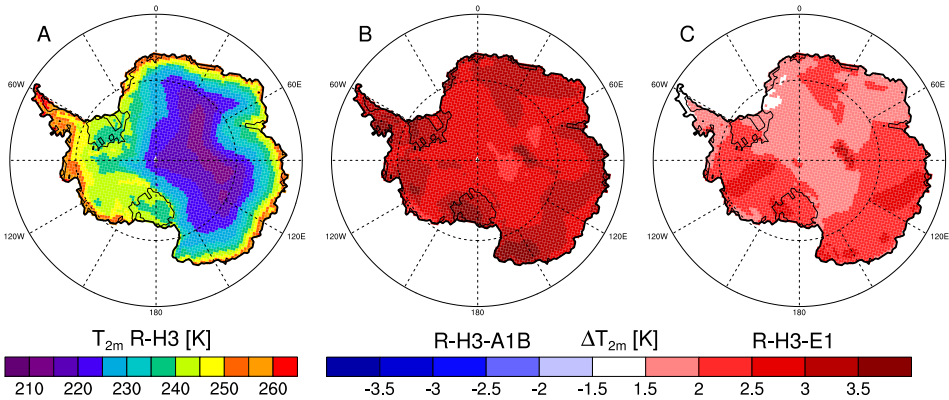 A
B
C
0
0
0
60W
60E
60W
60E
60W
60E
120W
120E
120W
120E
120W
120E
180
180
180
T2m R-H3 [K]
R-H3-A1B
ΔT2m [K]
R-H3-E1
210 220 230 240 250 260
-3.5 -3 -2.5 -2 -1.5 1.5 2 2.5 3 3.5